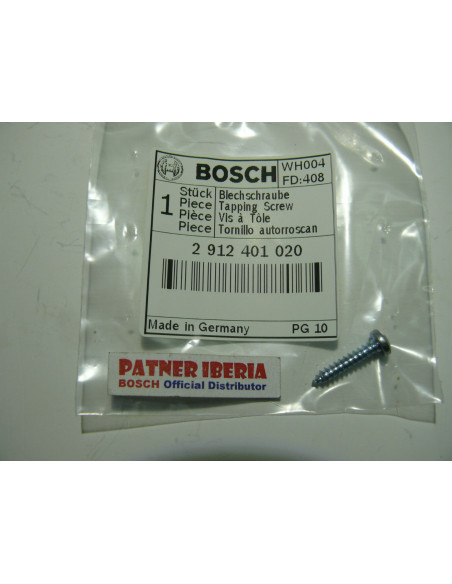 BOSCH
WH004
FD:408
1
Stück Blechschraube
Piece Tapping Screw
Pièce Vis à Tôle
Piece Tornillo autorroscan
2 912 401 020
Made in Germany PG 10
PATNER IBERIA
BOSCH Official Distributor